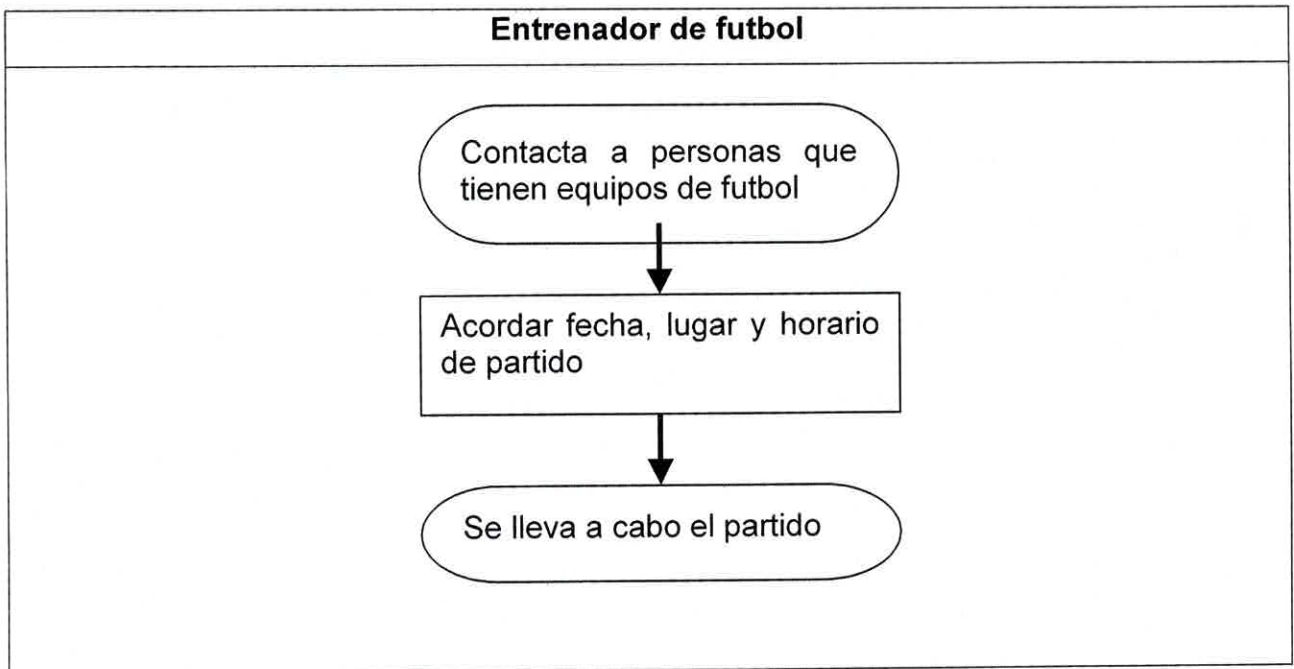 Entrenador de futbol
Contacta a personas que
tienen equipos de futbol
Acordar fecha, lugar y horario
de partido
Se lleva a cabo el partido